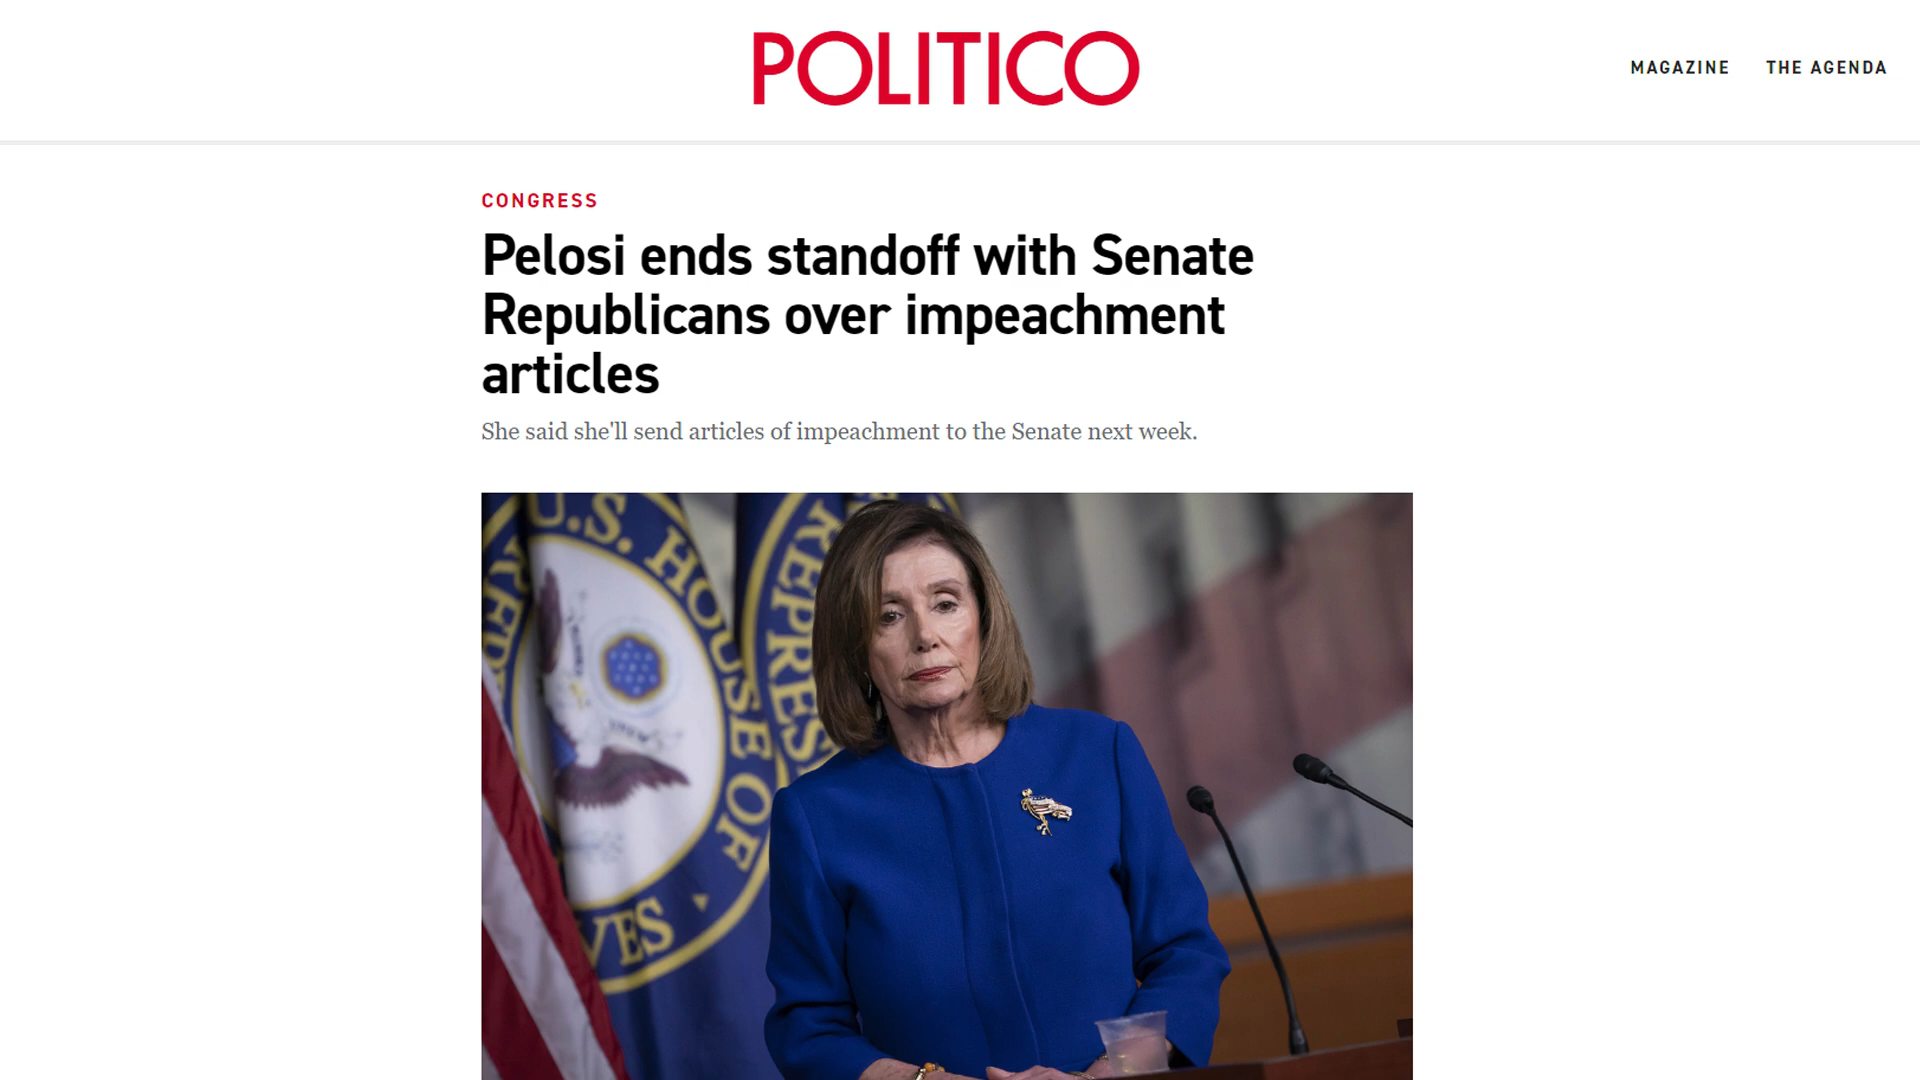 POLITICO
MAGAZINE THE AGENDA
CONGRESS
Pelosi ends standoff with Senate
Republicans over impeachment
articles
She said she'll send articles of impeachment to the Senate next week.
U.S. HOUSE OF
VES
REPRES